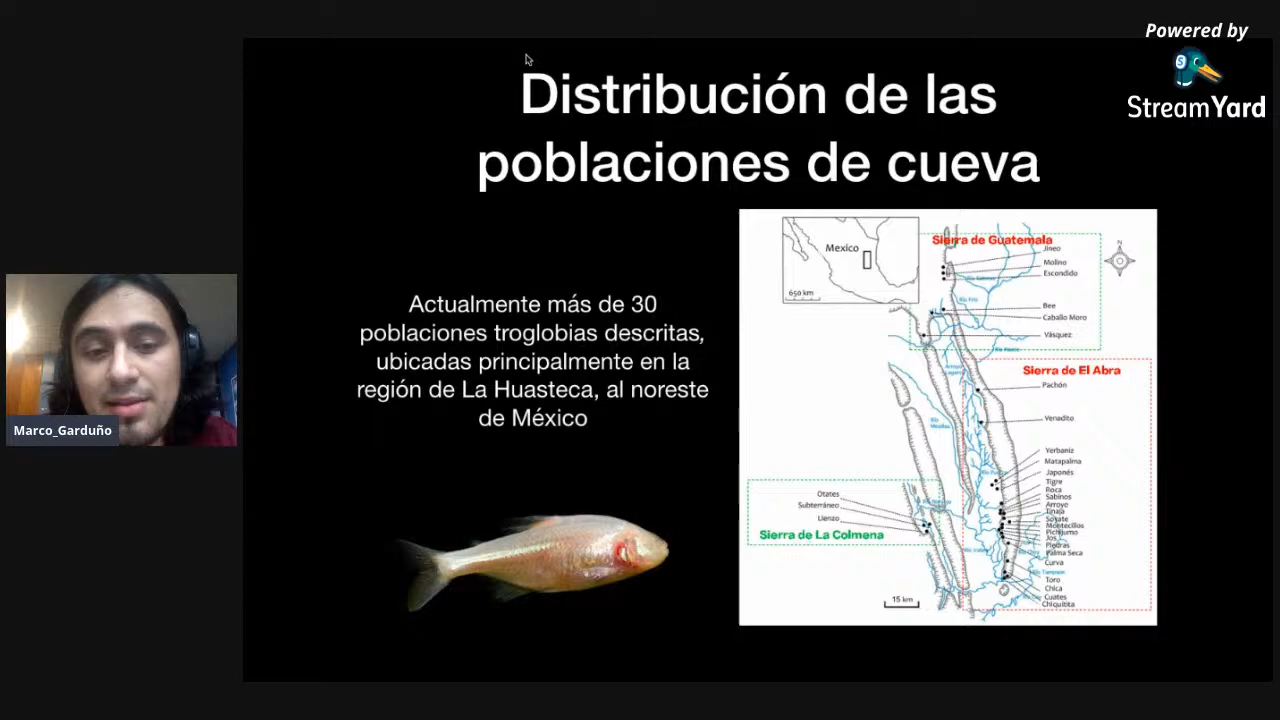 Powered by
StreamYard
Distribución de las
poblaciones de cueva
Actualmente más de 30
poblaciones troglobias descritas,
ubicadas principalmente en la
región de La Huasteca, al noreste
de México
Marco_Garduño
Mexico
650 km
Sierra de Guatemala
N
Jineo
Molino
Escondido
Río Frío
Bee
Caballo Moro
Vásquez
Sierra de El Abra
Pachón
Venadito
Yerbaniz
Matapalma
Japonés
Tigre
Roca
Sabinos
Arroyo
Tinaja
Soyate
Montecillos
Pichijumo
Jos
Piedras
Palma Seca
Curva
Río Tampaon
Toro
Chica
Cuates
Chiquitita
Otates
Subterráneo
Lienzo
Sierra de La Colmena
15 km